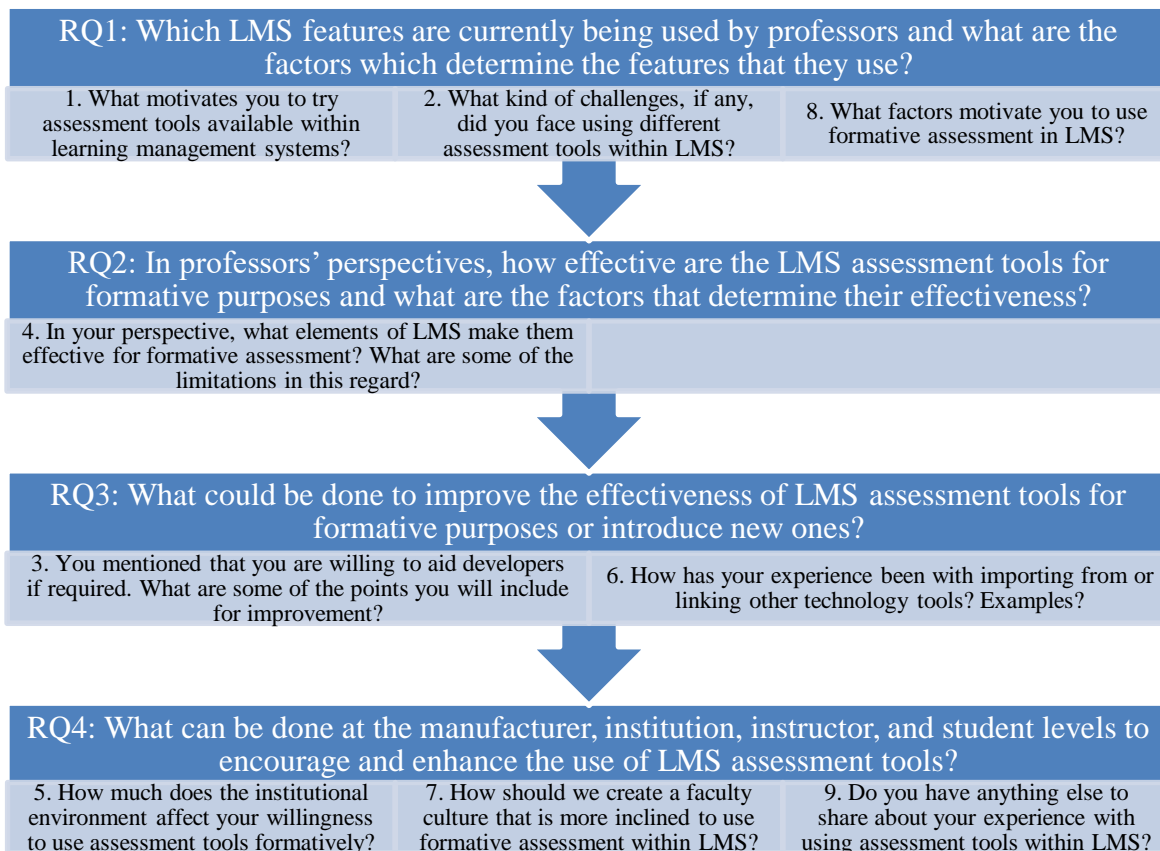 RQ1: Which LMS features are currently being used by professors and what are the
factors which determine the features that they use?
1. What motivates you to try
assessment tools available within
learning management systems?
2. What kind of challenges, if any,
did you face using different
assessment tools within LMS?
8. What factors motivate you to use
formative assessment in LMS?
RQ2: In professors’ perspectives, how effective are the LMS assessment tools for
formative purposes and what are the factors that determine their effectiveness?
4. In your perspective, what elements of LMS make them
effective for formative assessment? What are some of the
limitations in this regard?
RQ3: What could be done to improve the effectiveness of LMS assessment tools for
formative purposes or introduce new ones?
3. You mentioned that you are willing to aid developers
if required. What are some of the points you will include
for improvement?
6. How has your experience been with importing from or
linking other technology tools? Examples?
RQ4: What can be done at the manufacturer, institution, instructor, and student levels to
encourage and enhance the use of LMS assessment tools?
5. How much does the institutional
environment affect your willingness
to use assessment tools formatively?
7. How should we create a faculty
culture that is more inclined to use
formative assessment within LMS?
9. Do you have anything else to
share about your experience with
using assessment tools within LMS?